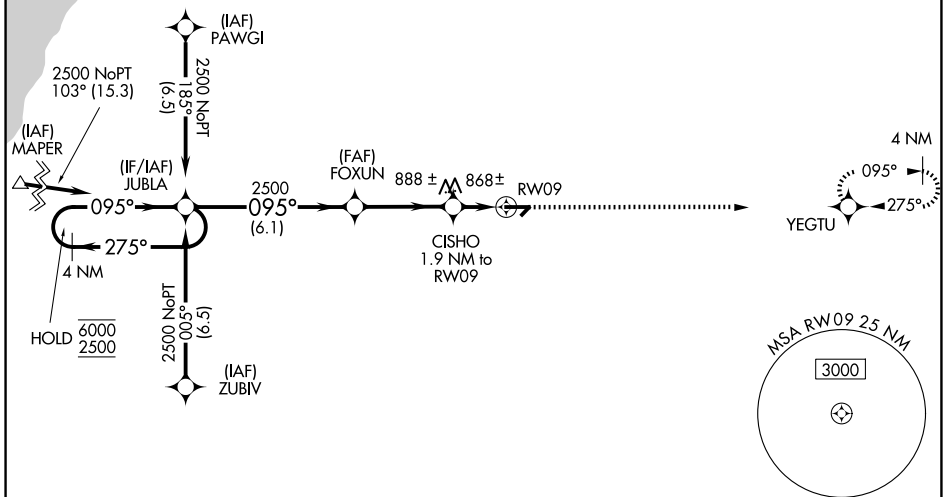 (IAF)
PAWGI
2500 NoPT
185°
(6.5)
2500 NoPT
103° (15.3)
(IAF)
MAPER
(IF/IAF)
JUBLA
095°
275°
4 NM
HOLD
6000
2500
2500
095°
(6.1)
(FAF)
FOXUN
888 ±
868±
RW09
CISHO
1.9 NM to
RW09
2500 NoPT
005°
(6.5)
(IAF)
ZUBIV
4 NM
095°
275°
YEGTU
MSA RW09 25 NM
3000